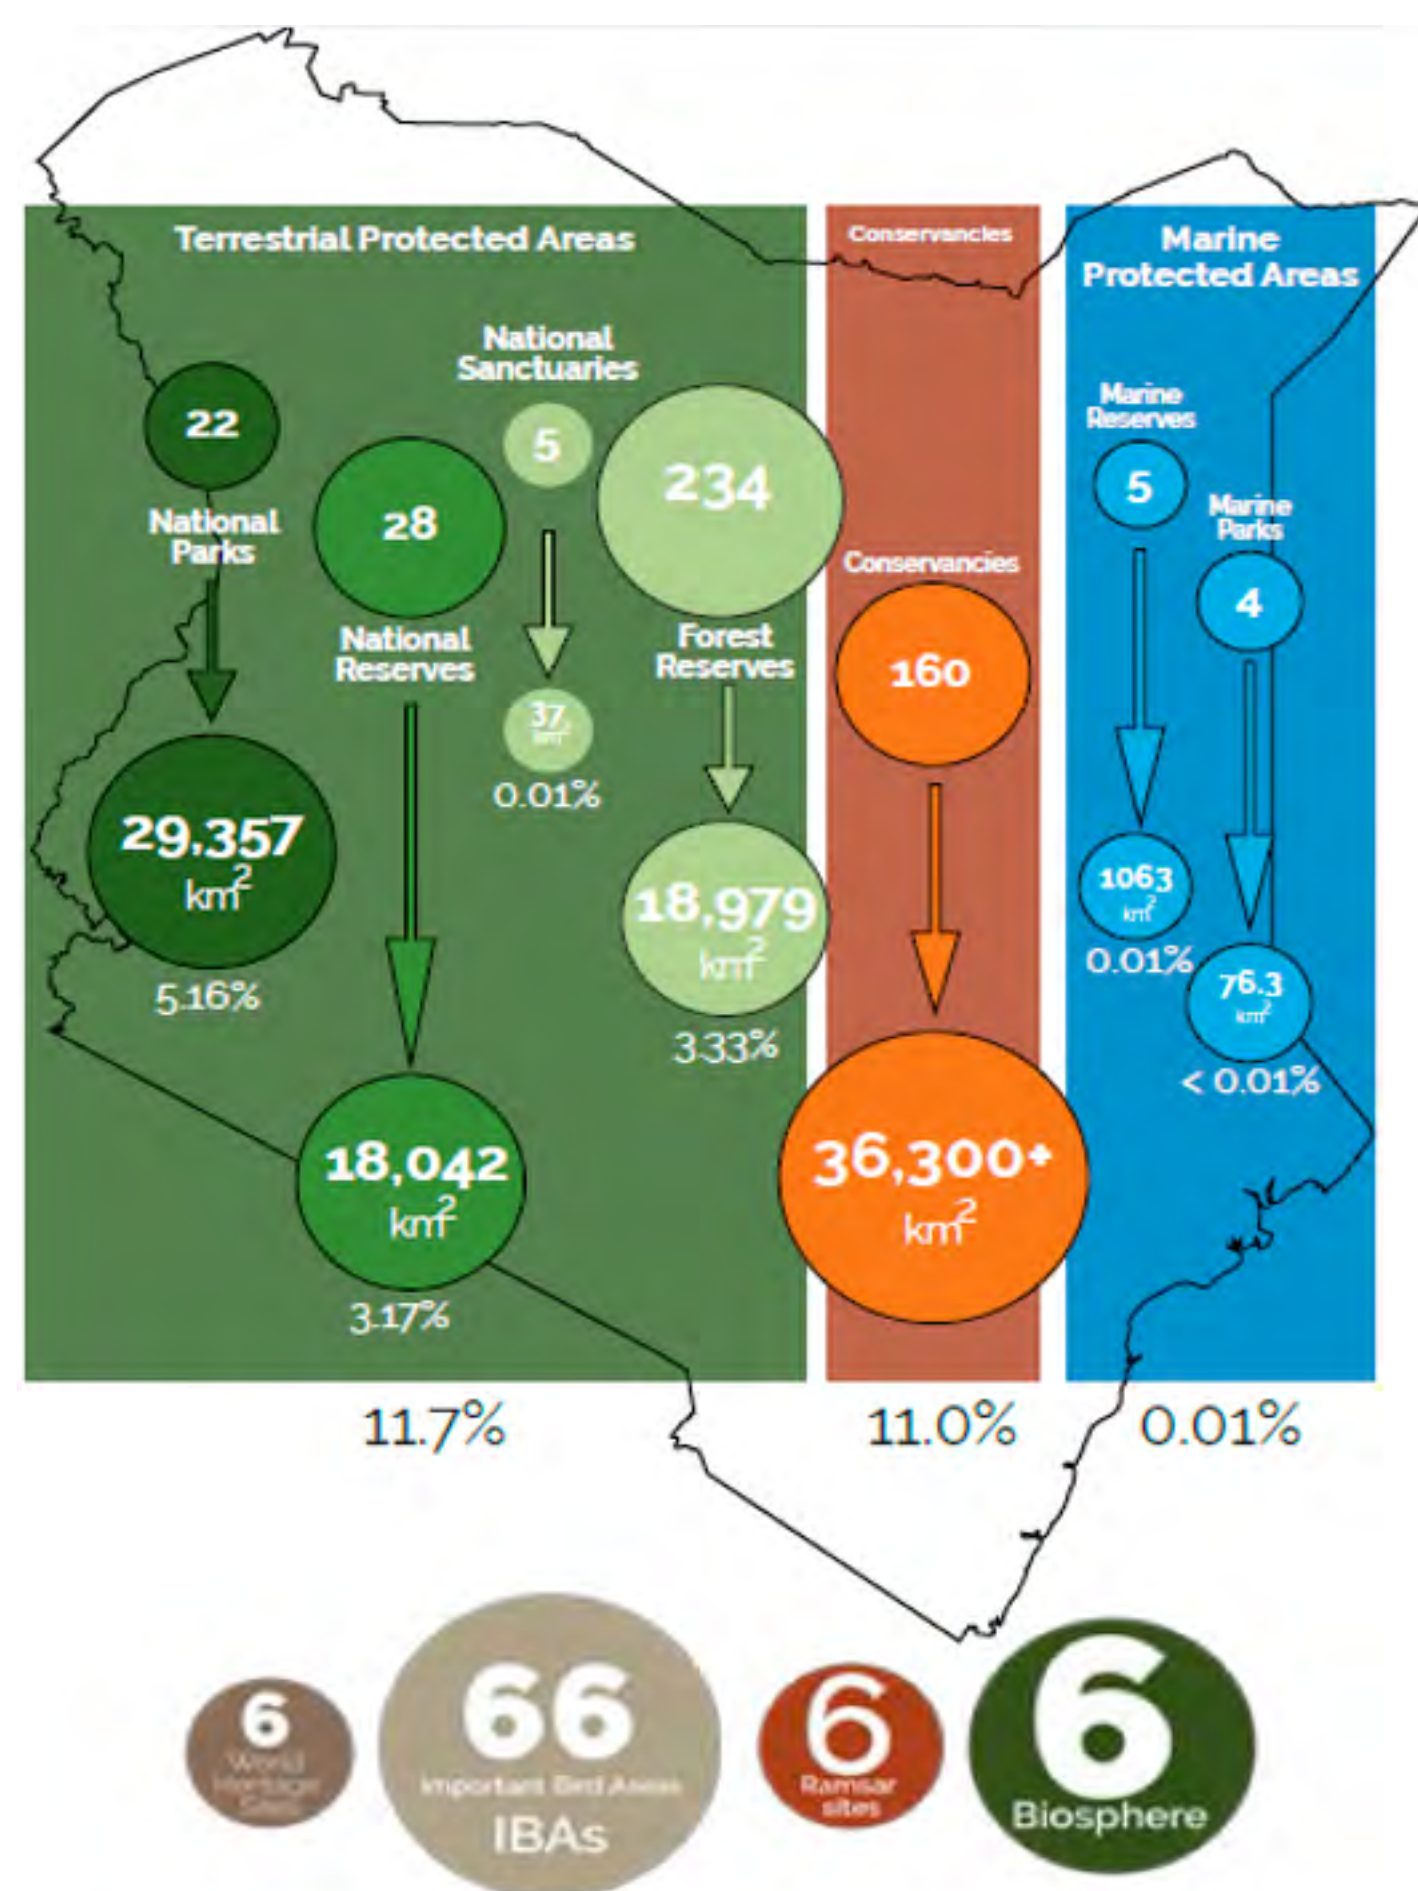 Terrestrial Protected Areas
22
National
Parks
29,357
km²
5.16%
28
National
Reserves
18,042
km²
3.17%
National
Sanctuaries
5
37
km²
0.01%
234
Forest
Reserves
18,979
km²
3.33%
11.7%
Conservancies
Conservancies
160
36,300+
km²
11.0%
Marine
Protected Areas
Marine
Reserves
5
1063
km²
0.01%
Marine
Parks
4
76.3
km²
< 0.01%
0.01%
6
World
Heritage
Sites
66
Important Bird Areas
IBAs
6
Ramsar
sites
6
Biosphere